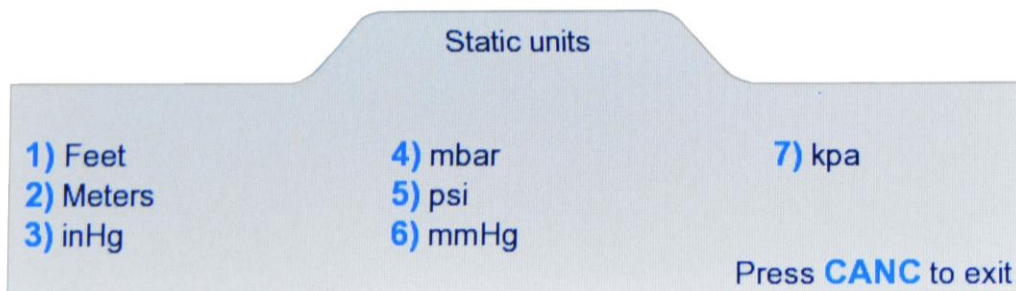 Static units
1) Feet
2) Meters
3) inHg
4) mbar
5) psi
6) mmHg
7) kpa
Press CANC to exit